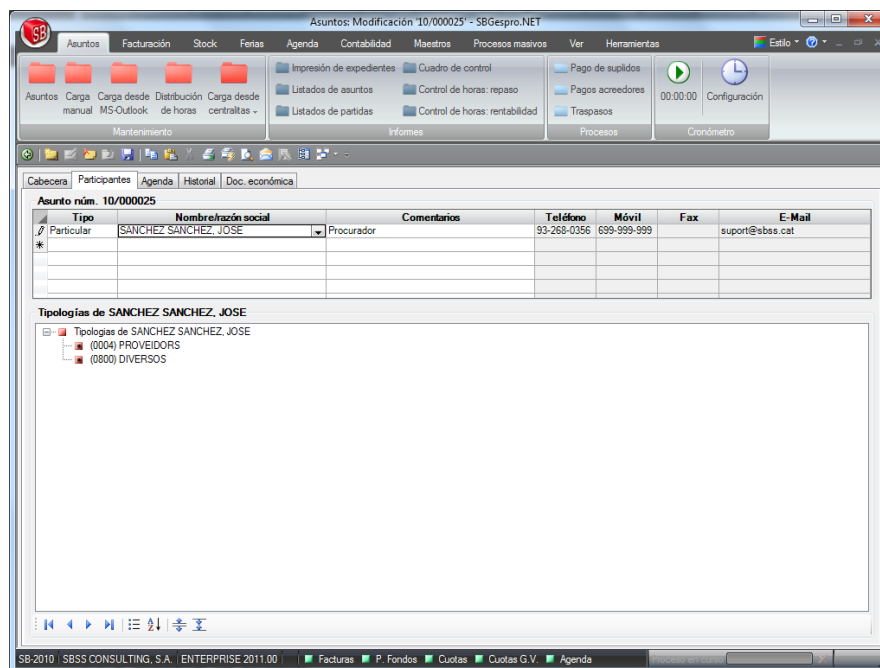 Asuntos: Modificación '10/000025' - SBGespro.NET
SB
Asuntos Facturación Stock Ferias Agenda Contabilidad Maestros Procesos masivos Ver Herramientas Estilo
Asuntos Carga manual Carga desde MS-Outlook Distribución de horas Carga desde centralitas
Mantenimiento
Impresión de expedientes Cuadro de control
Listados de asuntos Control de horas: repaso
Listados de partidas Control de horas: rentabilidad
Informes
Pago de suplidos
Pagos acreedores
Traspasos
Procesos
00:00:00 Configuración
Cronómetro
Cabecera Participantes Agenda Historial Doc. económica
Asunto núm. 10/000025
Tipo Nombre/razón social Comentarios Teléfono Móvil Fax E-Mail
Particular SANCHEZ SANCHEZ, JOSE Procurador 93-268-0356 699-999-999 suport@sbss.cat
Tipologías de SANCHEZ SANCHEZ, JOSE
Tipologías de SANCHEZ SANCHEZ, JOSE
(0004) PROVEIDORS
(0800) DIVERSOS
SB-2010 SBSS CONSULTING, S.A. ENTERPRISE 2011.00 Facturas P. Fondos Cuotas Cuotas G.V. Agenda Proceso en curso